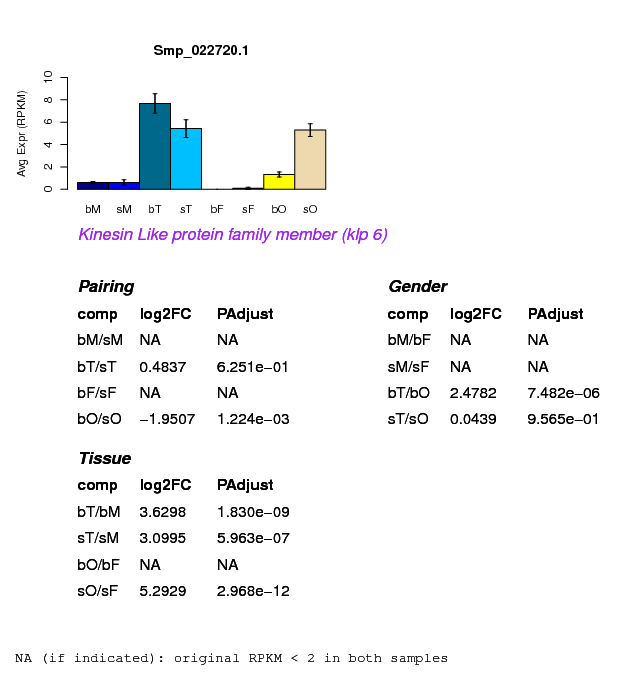 Smp_022720.1
Avg Expr (RPKM)
0 2 4 6 8 10
bM sM bT sT bF sF bO sO
Kinesin Like protein family member (klp 6)
Pairing
comp log2FC PAdjust
bM/sM NA NA
bT/sT 0.4837 6.251e−01
bF/sF NA NA
bO/sO −1.9507 1.224e−03
Gender
comp log2FC PAdjust
bM/bF NA NA
sM/sF NA NA
bT/bO 2.4782 7.482e−06
sT/sO 0.0439 9.565e−01
Tissue
comp log2FC PAdjust
bT/bM 3.6298 1.830e−09
sT/sM 3.0995 5.963e−07
bO/bF NA NA
sO/sF 5.2929 2.968e−12
NA (if indicated): original RPKM < 2 in both samples